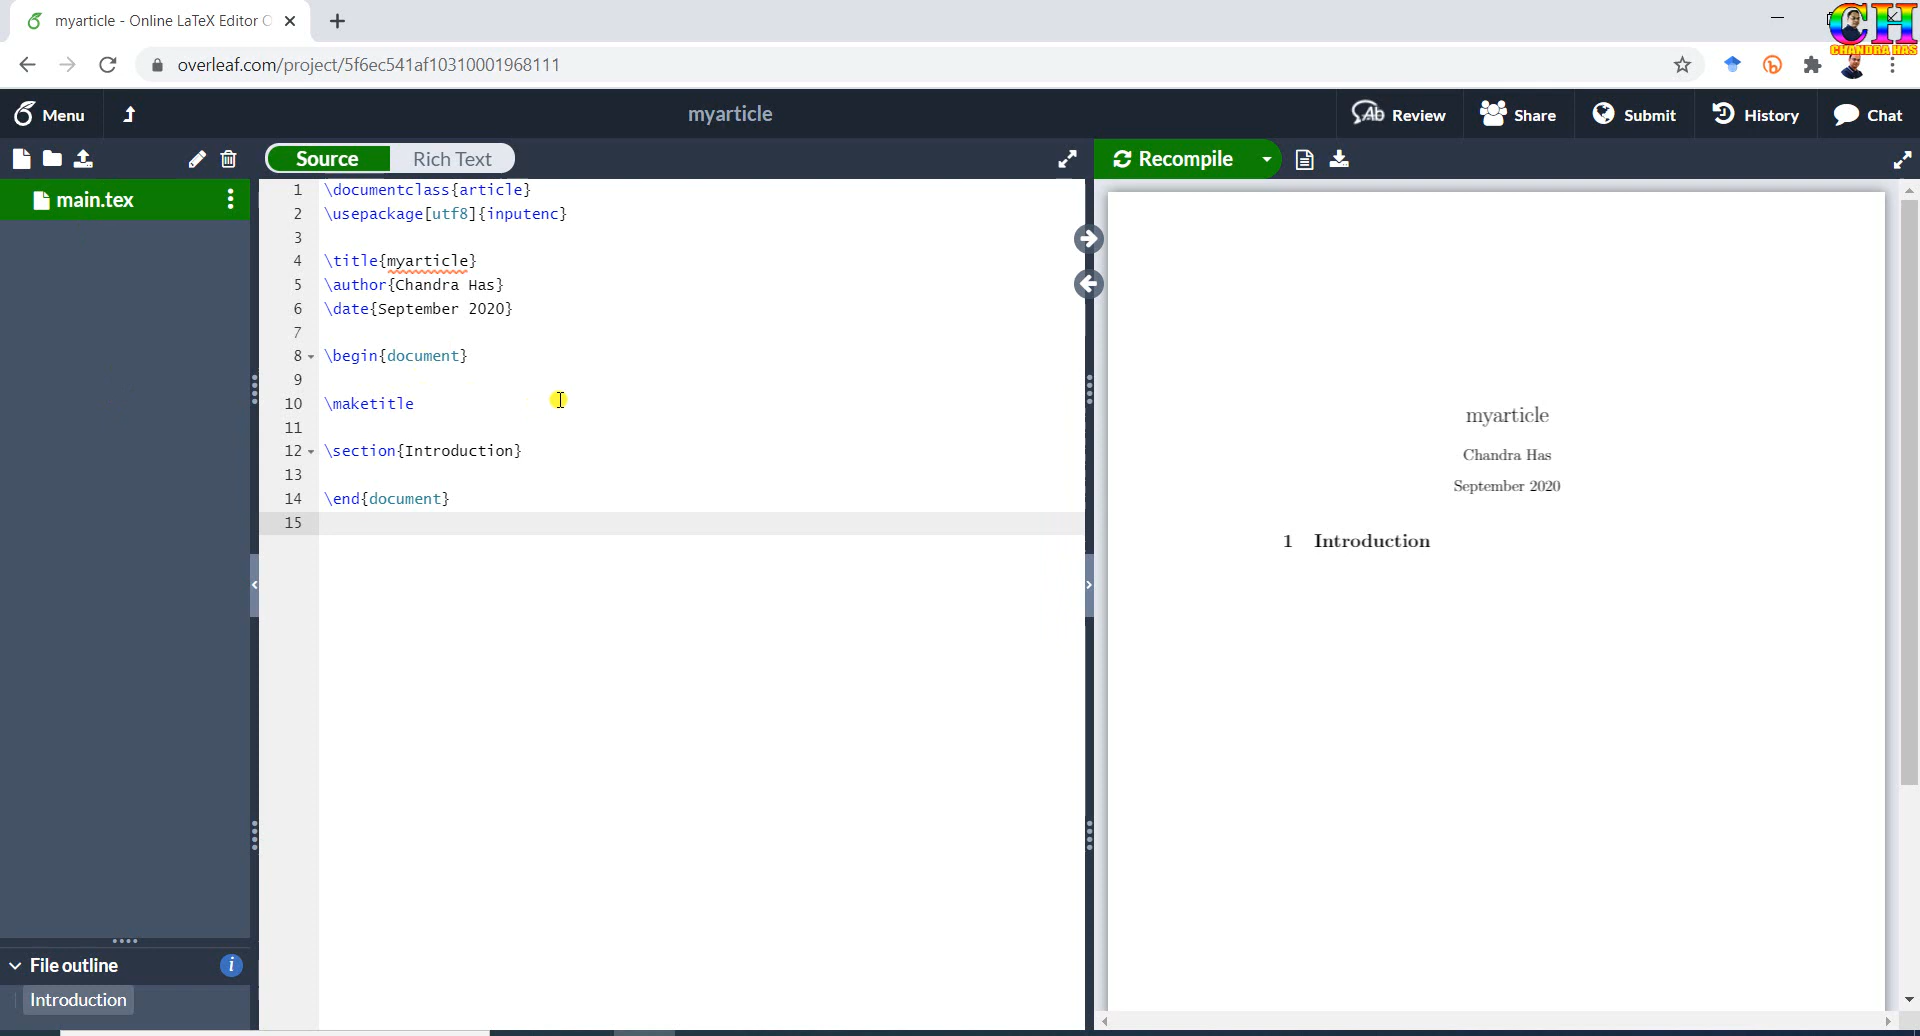 myarticle - Online LaTeX Editor O
CH
CHANDRA HAS
overleaf.com/project/5f6ec541af10310001968111
Menu
myarticle
Review
Share
Submit
History
Chat
Source
Rich Text
Recompile
main.tex
1 \documentclass{article}
2 \usepackage[utf8]{inputenc}
3
4 \title{myarticle}
5 \author{Chandra Has}
6 \date{September 2020}
7
8 \begin{document}
9
10 \maketitle
11
12 \section{Introduction}
13
14 \end{document}
15
myarticle
Chandra Has
September 2020
1 Introduction
File outline
Introduction